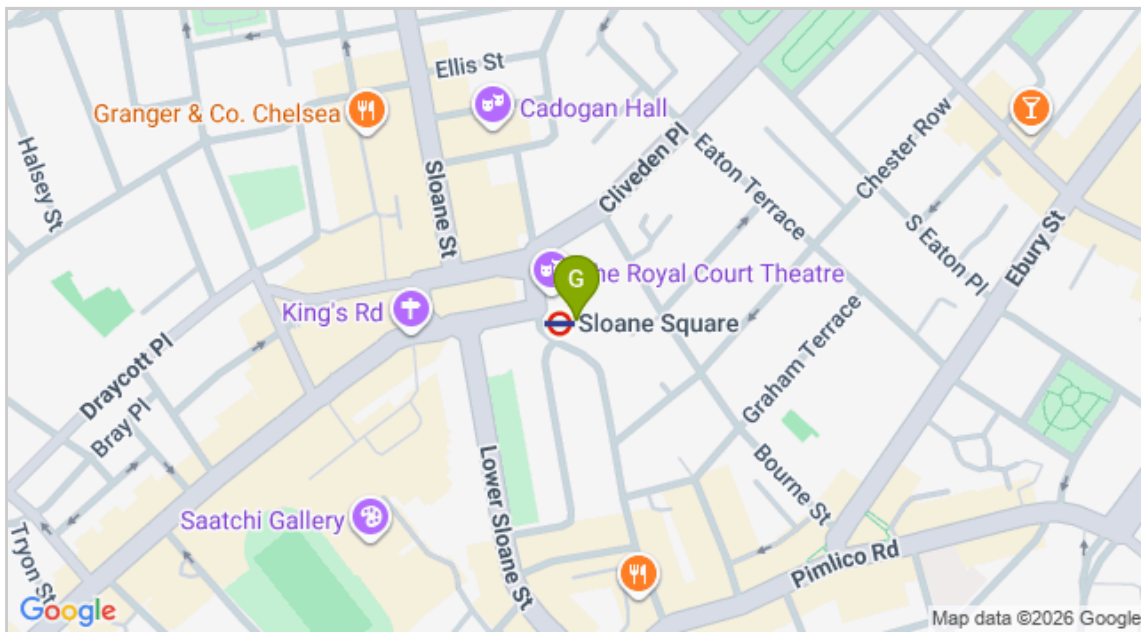 Ellis St
Granger & Co. Chelsea
Cadogan Hall
Halsey St
Sloane St
Cliveden Pl
Eaton Terrace
Chester Row
S Eaton Pl
Ebury St
G
he Royal Court Theatre
King's Rd
Sloane Square
Draycott Pl
Bray Pl
Graham Terrace
Lower Sloane St
Bourne St
Saatchi Gallery
Tryon St
Pimlico Rd
Google
Map data ©2026 Google